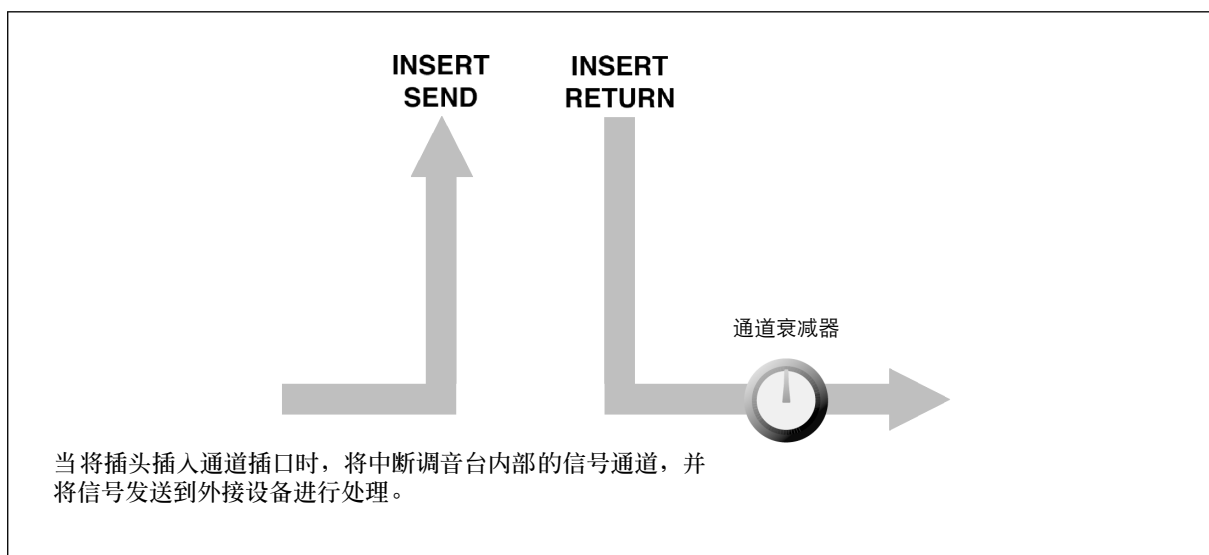 INSERT
SEND
INSERT
RETURN
通道衰减器
当将插头插入通道插口时，将中断调音台内部的信号通道，并
将信号发送到外接设备进行处理。